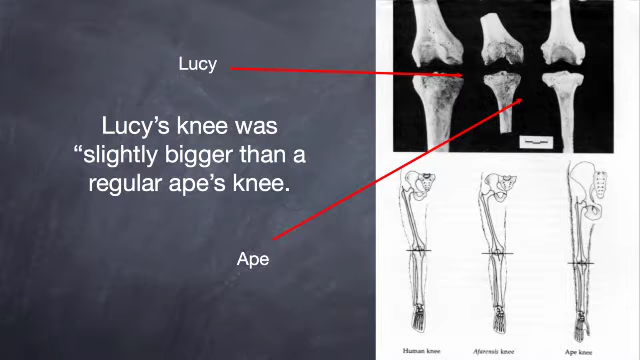 Lucy
Lucy's knee was
“slightly bigger than a
regular ape's knee.
Ape
Human knee
Afarensis knee
Ape knee